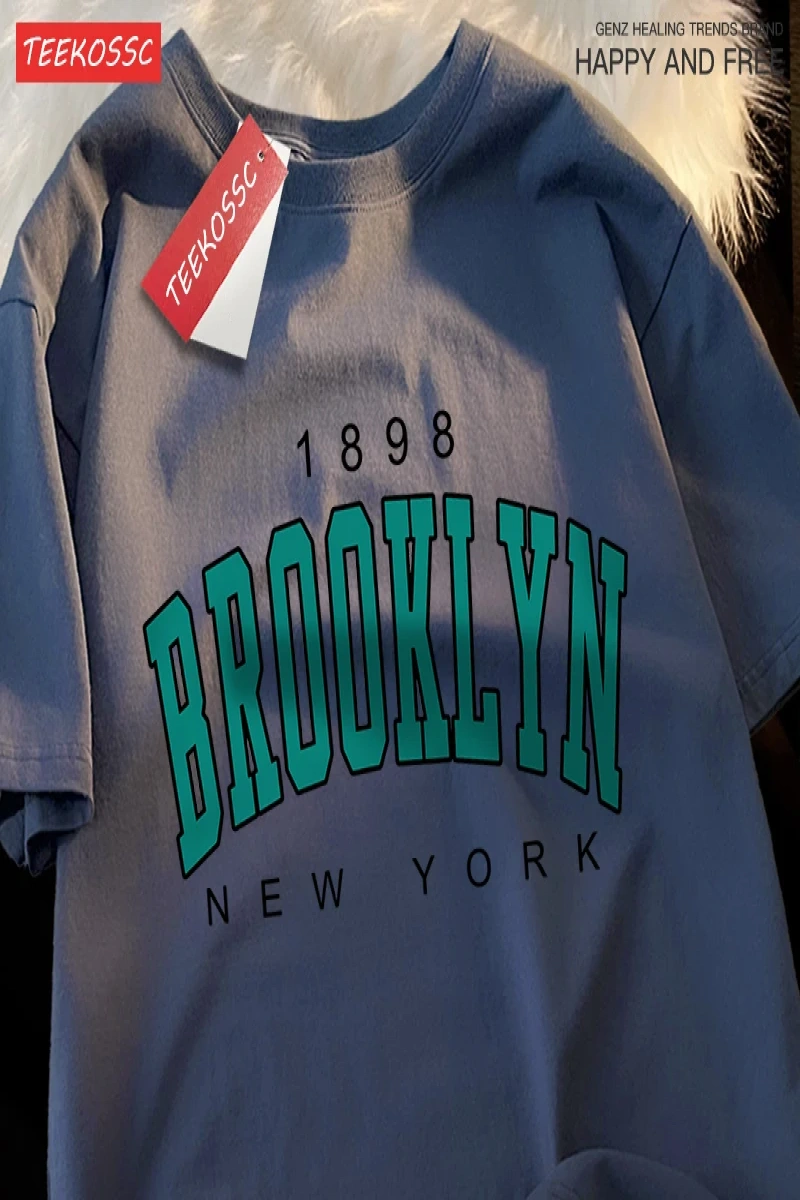 TEEKOSSC
GENZ HEALING TRENDS BRAND
HAPPY AND FREE
TEEKOSSC
1898
BROOKLYN
NEW YORK